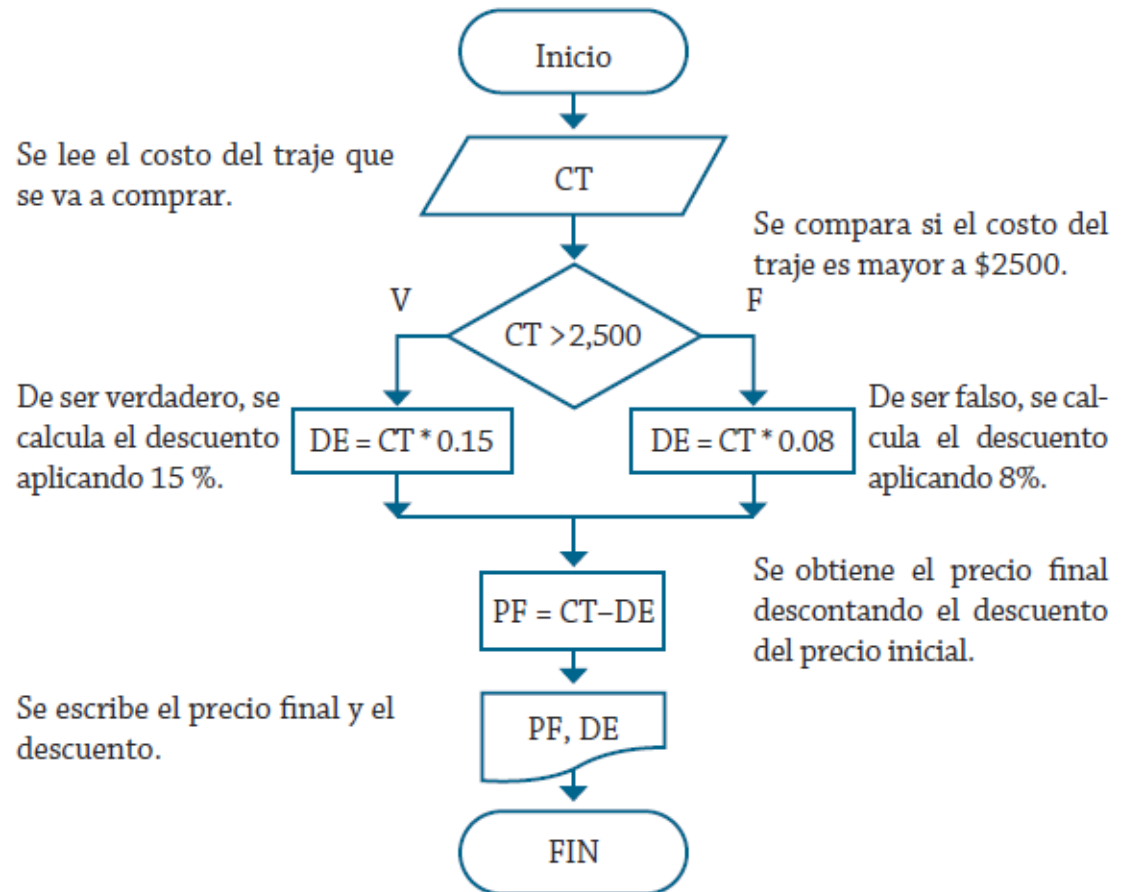 Inicio
Se lee el costo del traje que
se va a comprar.
CT
Se compara si el costo del
traje es mayor a $2500.
V
F
CT >2,500
De ser verdadero, se
calcula el descuento
aplicando 15 %.
DE = CT * 0.15
DE = CT * 0.08
De ser falso, se cal-
cula el descuento
aplicando 8%.
PF = CT–DE
Se obtiene el precio final
descontando el descuento
del precio inicial.
Se escribe el precio final y el
descuento.
PF, DE
FIN